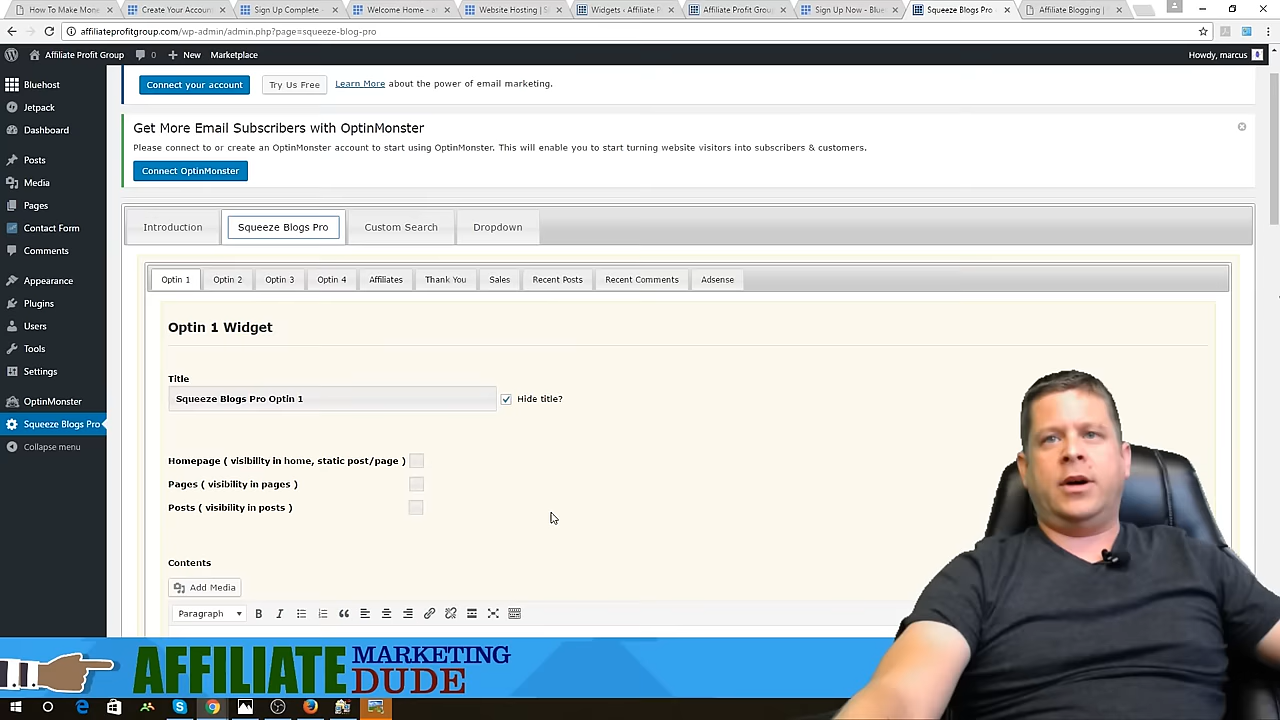 How To Make Mone
Create Your Accoun
Sign Up Complete -
Welcome Home - a
Website Hosting | S
Widgets ‹ Affiliate P
Affiliate Profit Group
Sign Up Now - Blue
Squeeze Blogs Pro
Affiliate Blogging |
affiliateprofitgroup.com/wp-admin/admin.php?page=squeeze-blog-pro
Affiliate Profit Group 0 New Marketplace
Howdy, marcus
Bluehost
Jetpack
Dashboard
Posts
Media
Pages
Contact Form
Comments
Appearance
Plugins
Users
Tools
Settings
OptinMonster
Squeeze Blogs Pro
Collapse menu
Connect your account Try Us Free Learn More about the power of email marketing.
Get More Email Subscribers with OptinMonster
Please connect to or create an OptinMonster account to start using OptinMonster. This will enable you to start turning website visitors into subscribers & customers.
Connect OptinMonster
Introduction Squeeze Blogs Pro Custom Search Dropdown
Optin 1 Optin 2 Optin 3 Optin 4 Affiliates Thank You Sales Recent Posts Recent Comments Adsense
Optin 1 Widget
Title
Squeeze Blogs Pro Optin 1 Hide title?
Homepage ( visibility in home, static post/page )
Pages ( visibility in pages )
Posts ( visibility in posts )
Contents
Add Media
Paragraph B I
AFFILIATE MARKETING DUDE